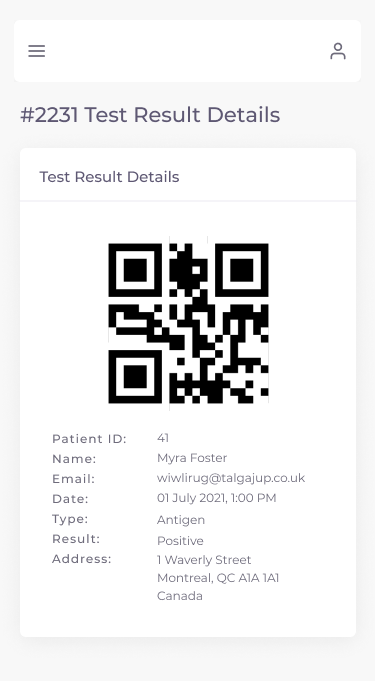 #2231 Test Result Details
Test Result Details
Patient ID: 41
Name: Myra Foster
Email: wiwlirug@talgajup.co.uk
Date: 01 July 2021, 1:00 PM
Type: Antigen
Result: Positive
Address: 1 Waverly Street
Montreal, QC A1A 1A1
Canada